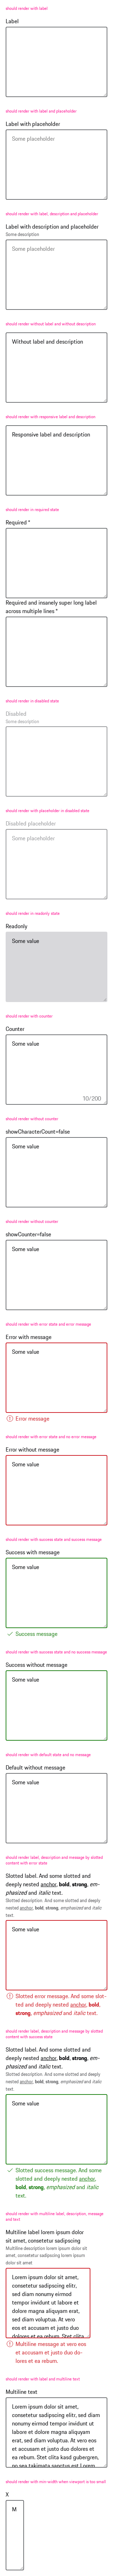 should render with label
Label
should render with label and placeholder
Label with placeholder
Some placeholder
should render with label, description and placeholder
Label with description and placeholder
Some description
Some placeholder
should render without label and without description
Without label and description
should render with responsive label and description
Responsive label and description
should render in required state
Required *
Required and insanely super long label
across multiple lines *
should render in disabled state
Disabled
Some description
should render with placeholder in disabled state
Disabled placeholder
Some placeholder
should render in readonly state
Readonly
Some value
should render with counter
Counter
Some value
10/200
should render without counter
showCharacterCount=false
Some value
should render without counter
showCounter=false
Some value
should render with error state and error message
Error with message
Some value
Error message
should render with error state and no error message
Error without message
Some value
should render with success state and success message
Success with message
Some value
Success message
should render with success state and no success message
Success without message
Some value
should render with default state and no message
Default without message
Some value
should render label, description and message by slotted
content with error state
Slotted label. And some slotted and
deeply nested anchor, bold, strong, em-
phasized and italic text.
Slotted description. And some slotted and deeply
nested anchor, bold, strong, emphasized and italic
text.
Some value
Slotted error message. And some slot-
ted and deeply nested anchor, bold,
strong, emphasized and italic text.
should render label, description and message by slotted
content with success state
Slotted label. And some slotted and
deeply nested anchor, bold, strong, em-
phasized and italic text.
Slotted description. And some slotted and deeply
nested anchor, bold, strong, emphasized and italic
text.
Some value
Slotted success message. And some
slotted and deeply nested anchor,
bold, strong, emphasized and italic
text.
should render with multiline label, description, message
and text
Multiline label lorem ipsum dolor
sit amet, consetetur sadipscing
Multiline description lorem ipsum dolor sit
amet, consetetur sadipscing lorem ipsum
dolor sit amet
Lorem ipsum dolor sit amet,
consetetur sadipscing elitr,
sed diam nonumy eirmod
tempor invidunt ut labore et
dolore magna aliquyam erat,
sed diam voluptua. At vero
eos et accusam et justo duo
dolores et ea rebum. Stet clita
Multiline message at vero eos
et accusam et justo duo do-
lores et ea rebum.
should render with label and multiline text
Multiline text
Lorem ipsum dolor sit amet,
consetetur sadipscing elitr, sed diam
nonumy eirmod tempor invidunt ut
labore et dolore magna aliquyam
erat, sed diam voluptua. At vero eos
et accusam et justo duo dolores et ea
rebum. Stet clita kasd gubergren,
no sea takimata sanctus est Lorem
should render with min-width when viewport is too small
X
M